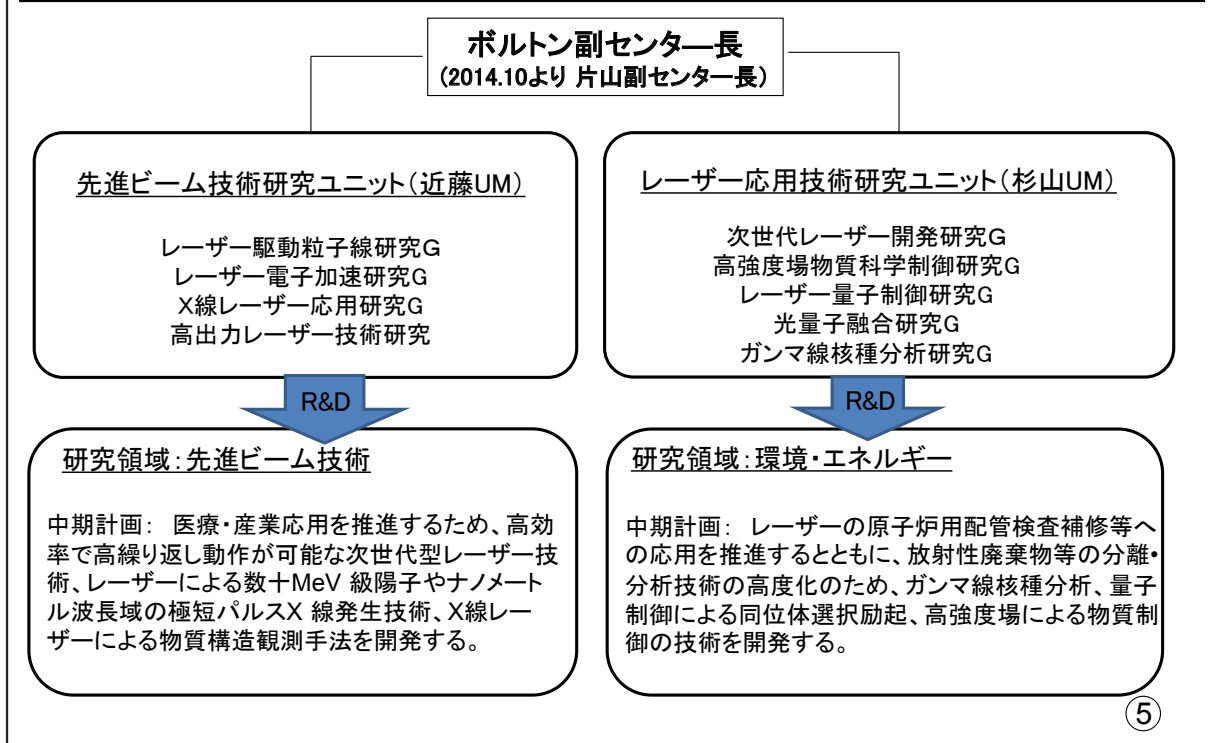 ボルトン副センタ―長
(2014.10より 片山副センター長)
先進ビーム技術研究ユニット(近藤UM)
レーザー駆動粒子線研究G
レーザー電子加速研究G
X線レーザー応用研究G
高出力レーザー技術研究
レーザー応用技術研究ユニット(杉山UM)
次世代レーザー開発研究G
高強度場物質科学制御研究G
レーザー量子制御研究G
光量子融合研究G
ガンマ線核種分析研究G
R&D
R&D
研究領域:先進ビーム技術
中期計画: 医療・産業応用を推進するため、高効
率で高繰り返し動作が可能な次世代型レーザー技
術、レーザーによる数十MeV 級陽子やナノメート
ル波長域の極短パルスX 線発生技術、X線レー
ザーによる物質構造観測手法を開発する。
研究領域:環境・エネルギー
中期計画: レーザーの原子炉用配管検査補修等へ
の応用を推進するとともに、放射性廃棄物等の分離・
分析技術の高度化のため、ガンマ線核種分析、量子
制御による同位体選択励起、高強度場による物質制
御の技術を開発する。
⑤